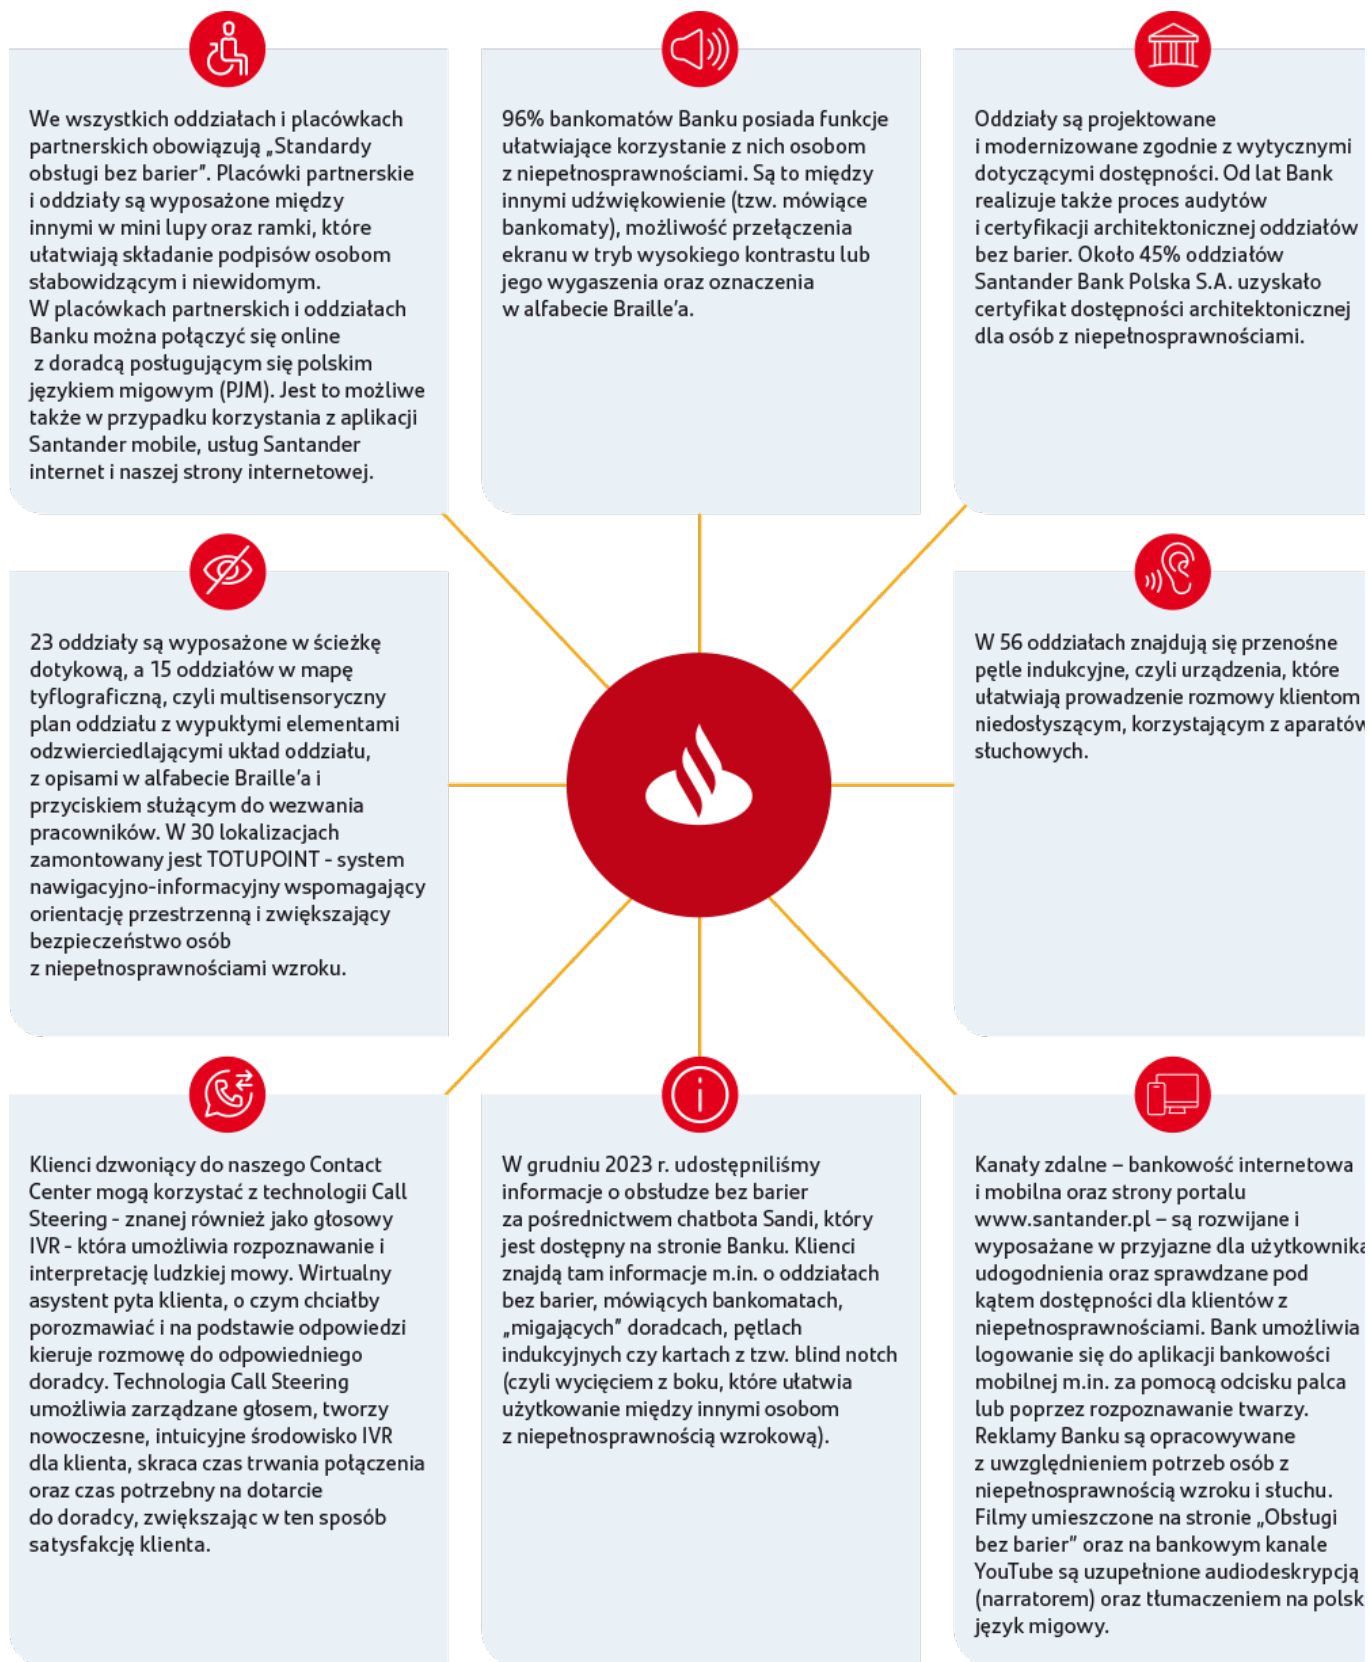 We wszystkich oddziałach i placówkach
partnerskich obowiązują „Standardy
obsługi bez barier”. Placówki partnerskie
i oddziały są wyposażone między
innymi w mini lupy oraz ramki, które
ułatwiają składanie podpisów osobom
słabowidzącym i niewidomym.
W placówkach partnerskich i oddziałach
Banku można połączyć się online
z doradcą posługującym się polskim
językiem migowym (PJM). Jest to możliwe
także w przypadku korzystania z aplikacji
Santander mobile, usług Santander
internet i naszej strony internetowej.
96% bankomatów Banku posiada funkcje
ułatwiające korzystanie z nich osobom
z niepełnosprawnościami. Są to między
innymi udźwiękowienie (tzw. mówiące
bankomaty), możliwość przełączenia
ekranu w tryb wysokiego kontrastu lub
jego wygaszenia oraz oznaczenia
w alfabecie Braille’a.
Oddziały są projektowane
i modernizowane zgodnie z wytycznymi
dotyczącymi dostępności. Od lat Bank
realizuje także proces audytów
i certyfikacji architektonicznej oddziałów
bez barier. Około 45% oddziałów
Santander Bank Polska S.A. uzyskało
certyfikat dostępności architektonicznej
dla osób z niepełnosprawnościami.
23 oddziały są wyposażone w ścieżkę
dotykową, a 15 oddziałów w mapę
tyflograficzną, czyli multisensoryczny
plan oddziału z wypukłymi elementami
odzwierciedlającymi układ oddziału,
z opisami w alfabecie Braille’a i
przyciskiem służącym do wezwania
pracowników. W 30 lokalizacjach
zamontowany jest TOTUPOINT - system
nawigacyjno-informacyjny wspomagający
orientację przestrzenną i zwiększający
bezpieczeństwo osób
z niepełnosprawnościami wzroku.
W 56 oddziałach znajdują się przenośne
pętle indukcyjne, czyli urządzenia, które
ułatwiają prowadzenie rozmowy klientom
niedosłyszącym, korzystającym z aparatów
słuchowych.
Klienci dzwoniący do naszego Contact
Center mogą korzystać z technologii Call
Steering - znanej również jako głosowy
IVR - która umożliwia rozpoznawanie i
interpretację ludzkiej mowy. Wirtualny
asystent pyta klienta, o czym chciałby
porozmawiać i na podstawie odpowiedzi
kieruje rozmowę do odpowiedniego
doradcy. Technologia Call Steering
umożliwia zarządzane głosem, tworzy
nowoczesne, intuicyjne środowisko IVR
dla klienta, skraca czas trwania połączenia
oraz czas potrzebny na dotarcie
do doradcy, zwiększając w ten sposób
satysfakcję klienta.
W grudniu 2023 r. udostępniliśmy
informacje o obsłudze bez barier
za pośrednictwem chatbota Sandi, który
jest dostępny na stronie Banku. Klienci
znajdą tam informacje m.in. o oddziałach
bez barier, mówiących bankomatach,
„migających” doradcach, pętlach
indukcyjnych czy kartach z tzw. blind notch
(czyli wycięciem z boku, które ułatwia
użytkowanie między innymi osobom
z niepełnosprawnością wzrokową).
Kanały zdalne – bankowość internetowa
i mobilna oraz strony portalu
www.santander.pl – są rozwijane i
wyposażane w przyjazne dla użytkownika
udogodnienia oraz sprawdzane pod
kątem dostępności dla klientów z
niepełnosprawnościami. Bank umożliwia
logowanie się do aplikacji bankowości
mobilnej m.in. za pomocą odcisku palca
lub poprzez rozpoznawanie twarzy.
Reklamy Banku są opracowywane
z uwzględnieniem potrzeb osób z
niepełnosprawnością wzroku i słuchu.
Filmy umieszczone na stronie „Obsługi
bez barier” oraz na bankowym kanale
YouTube są uzupełnione audiodeskrypcją
(narratorem) oraz tłumaczeniem na polsk
język migowy.